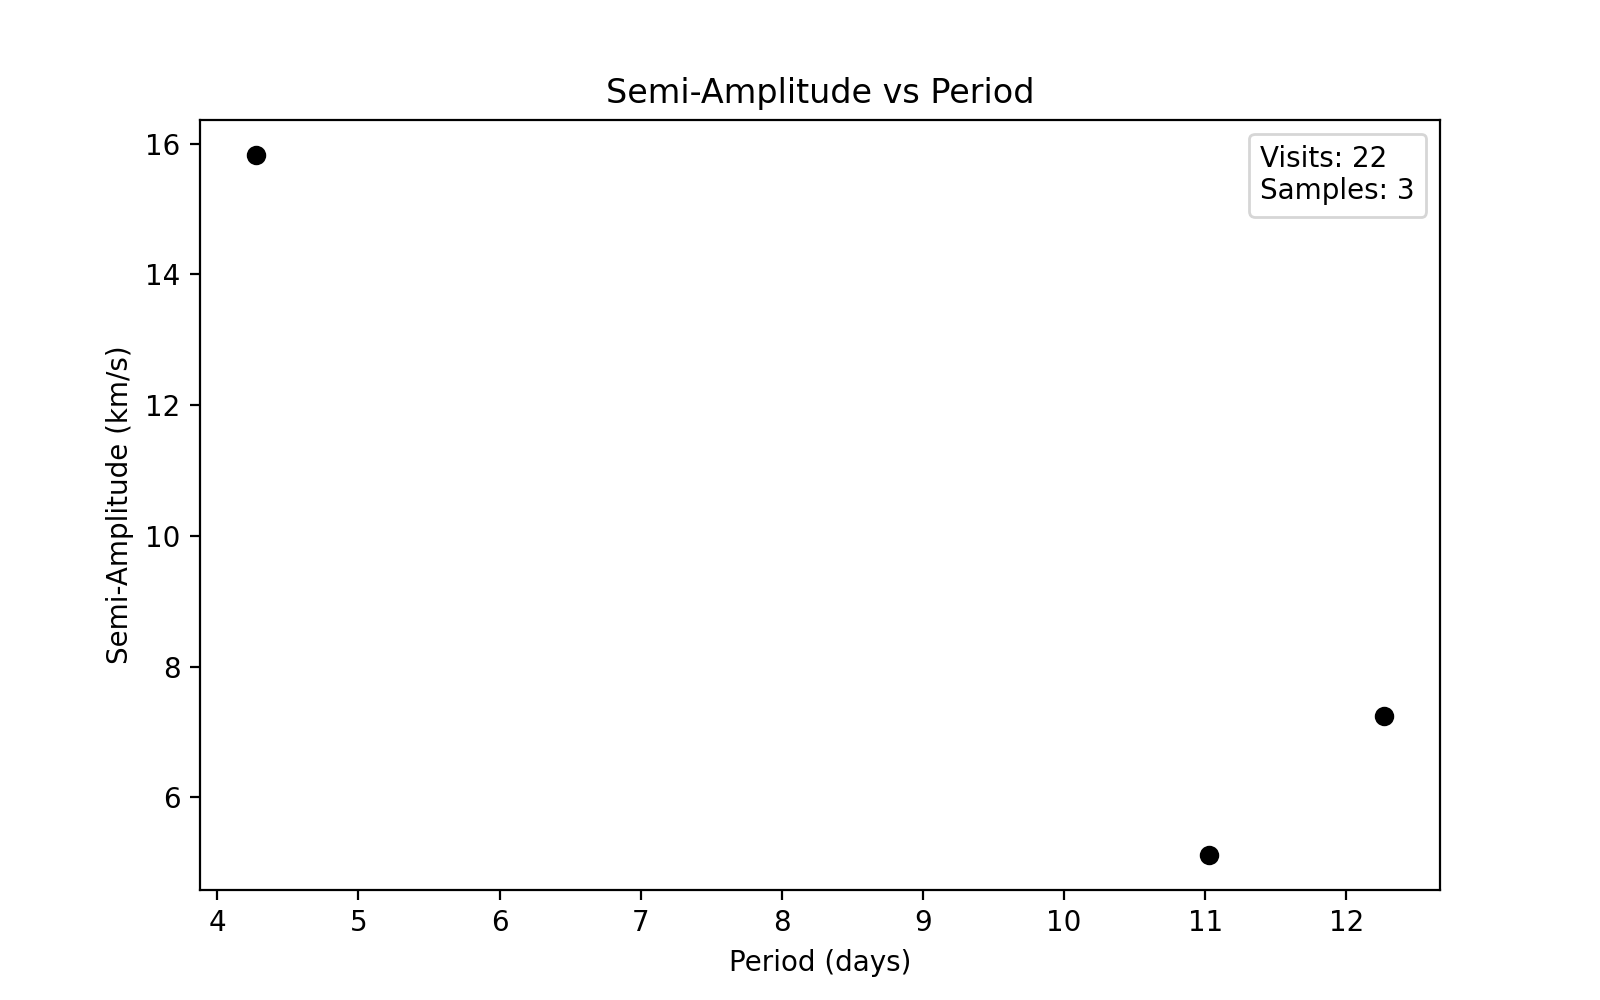 Semi-Amplitude vs Period
Visits: 22
Samples: 3
Semi-Amplitude (km/s)
16
14
12
10
8
6
4 5 6 7 8 9 10 11 12
Period (days)